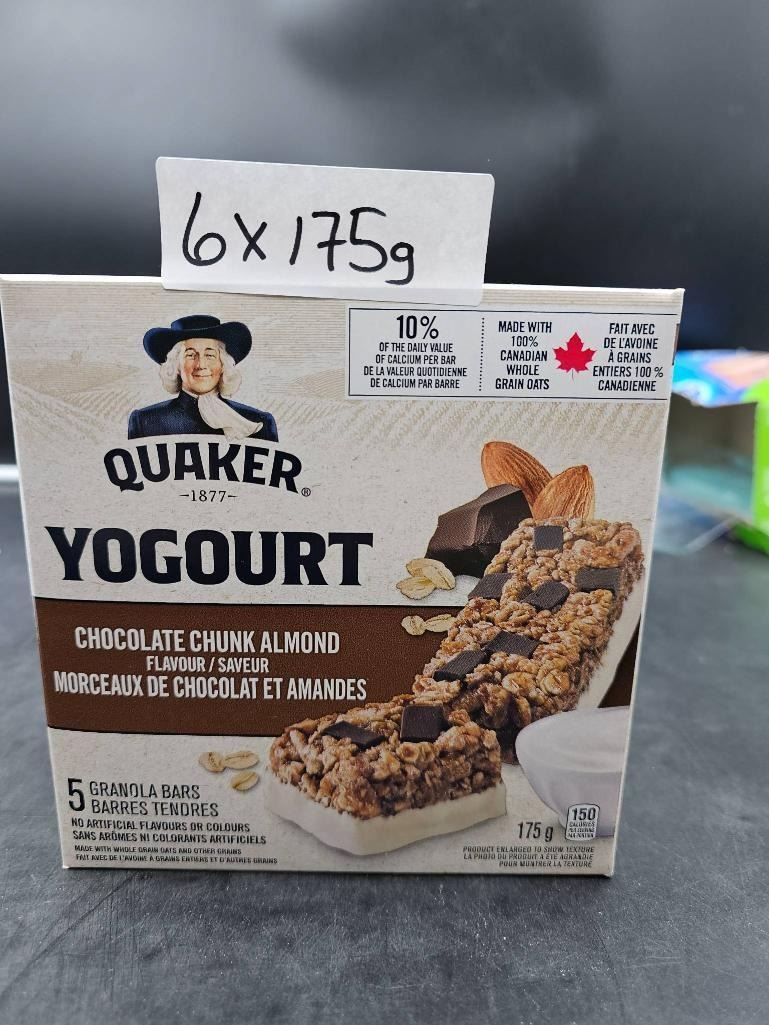 6 x 175g
10%
OF THE DAILY VALUE
OF CALCIUM PER BAR
DE LA VALEUR QUOTIDIENNE
DE CALCIUM PAR BARRE
MADE WITH
100%
CANADIAN
WHOLE
GRAIN OATS
FAIT AVEC
DE L'AVOINE
À GRAINS
ENTIERS 100 %
CANADIENNE
QUAKER®
–1877–
YOGOURT
CHOCOLATE CHUNK ALMOND
FLAVOUR / SAVEUR
MORCEAUX DE CHOCOLAT ET AMANDES
5 GRANOLA BARS
BARRES TENDRES
NO ARTIFICIAL FLAVOURS OR COLOURS
SANS ARÔMES NI COLORANTS ARTIFICIELS
MADE WITH WHOLE GRAIN OATS AND OTHER GRAINS
FAIT AVEC DE L'AVOINE À GRAINS ENTIERS ET D'AUTRES GRAINS
175 g
150
CALORIES
PRODUCT ENLARGED TO SHOW TEXTURE
LA PHOTO DU PRODUIT A ÉTÉ AGRANDIE
POUR MONTRER LA TEXTURE